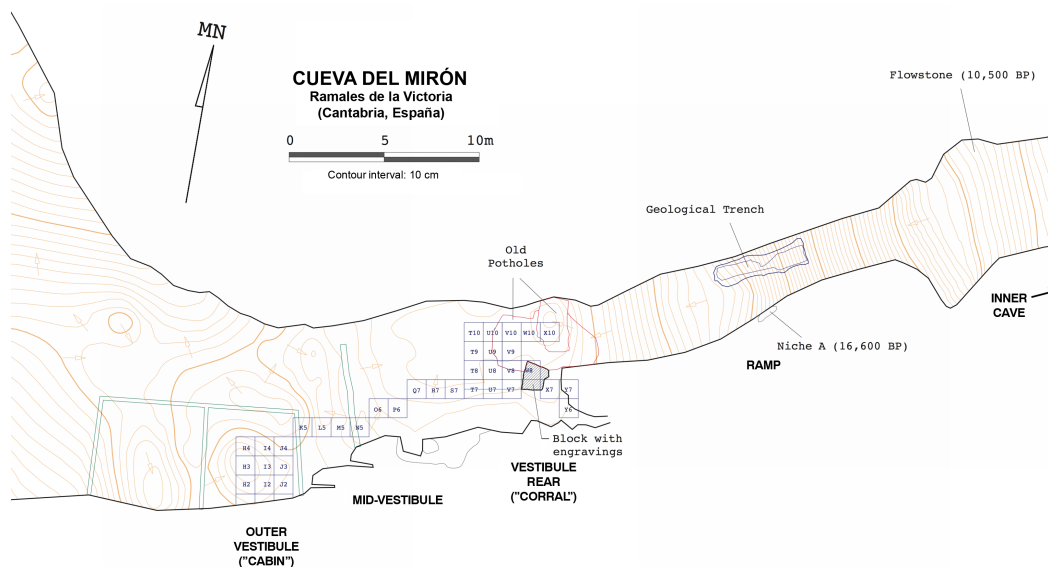 MN
CUEVA DEL MIRÓN
Ramales de la Victoria
(Cantabria, España)
0 5 10m
Contour interval: 10 cm
Flowstone (10,500 BP)
Geological Trench
Old
Potholes
INNER
CAVE
Niche A (16,600 BP)
RAMP
T10 U10 V10 W10 X10
T9 U9 V9
T8 U8 V8 W8
Q7 R7 S7 T7 U7 V7 X7 Y7
O6 P6 Y6
K5 L5 M5 N5
H4 I4 J4
H3 I3 J3
H2 I2 J2
Block with
engravings
VESTIBULE
REAR
("CORRAL")
MID-VESTIBULE
OUTER
VESTIBULE
("CABIN")